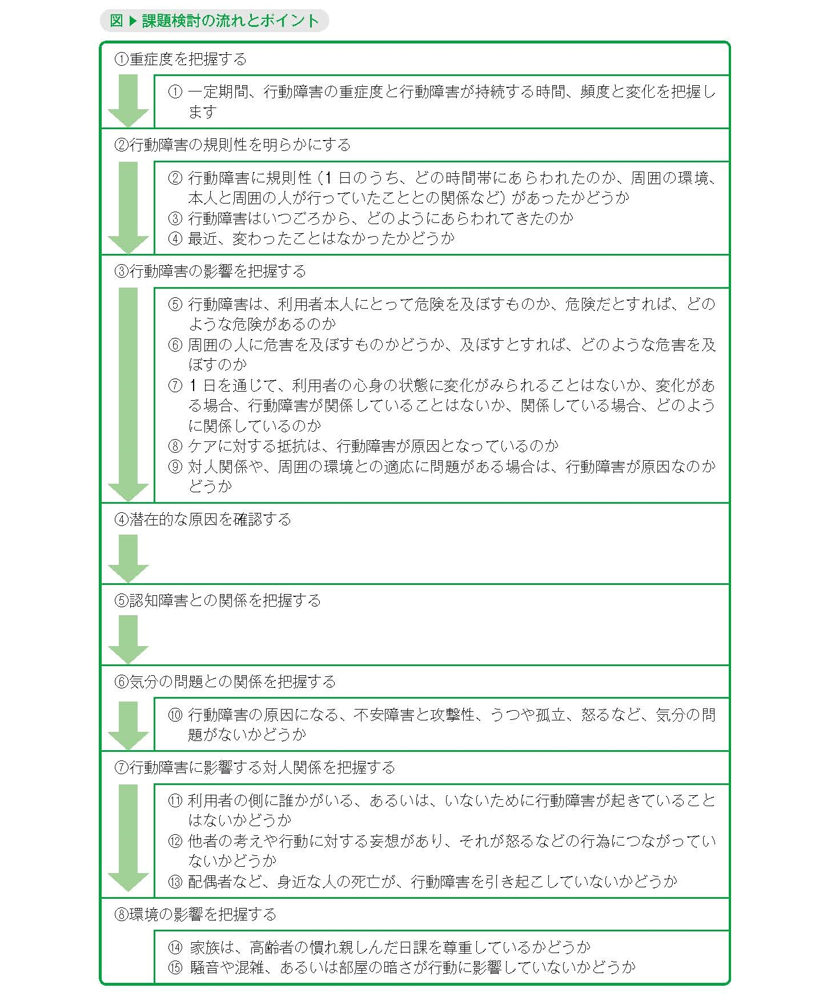 図▶課題検討の流れとポイント
①重症度を把握する
① 一定期間、行動障害の重症度と行動障害が持続する時間、頻度と変化を把握し
ます
②行動障害の規則性を明らかにする
② 行動障害に規則性（1日のうち、どの時間帯にあらわれたのか、周囲の環境、
本人と周囲の人が行っていたこととの関係など）があったかどうか
③ 行動障害はいつごろから、どのようにあらわれてきたのか
④ 最近、変わったことはなかったかどうか
③行動障害の影響を把握する
⑤ 行動障害は、利用者本人にとって危険を及ぼすものか、危険だとすれば、どの
ような危険があるのか
⑥ 周囲の人に危害を及ぼすものかどうか、及ぼすとすれば、どのような危害を及
ぼすのか
⑦ 1日を通じて、利用者の心身の状態に変化がみられることはないか、変化があ
る場合、行動障害が関係していることはないか、関係している場合、どのよう
に関係しているのか
⑧ ケアに対する抵抗は、行動障害が原因となっているのか
⑨ 対人関係や、周囲の環境との適応に問題がある場合は、行動障害が原因なのか
どうか
④潜在的な原因を確認する
⑤認知障害との関係を把握する
⑥気分の問題との関係を把握する
⑩ 行動障害の原因になる、不安障害と攻撃性、うつや孤立、怒るなど、気分の問
題がないかどうか
⑦行動障害に影響する対人関係を把握する
⑪ 利用者の側に誰かがいる、あるいは、いないために行動障害が起きていること
はないかどうか
⑫ 他者の考えや行動に対する妄想があり、それが怒るなどの行為につながってい
ないかどうか
⑬ 配偶者など、身近な人の死亡が、行動障害を引き起こしていないかどうか
⑧環境の影響を把握する
⑭ 家族は、高齢者の慣れ親しんだ日課を尊重しているかどうか
⑮ 騒音や混雑、あるいは部屋の暗さが行動に影響していないかどうか